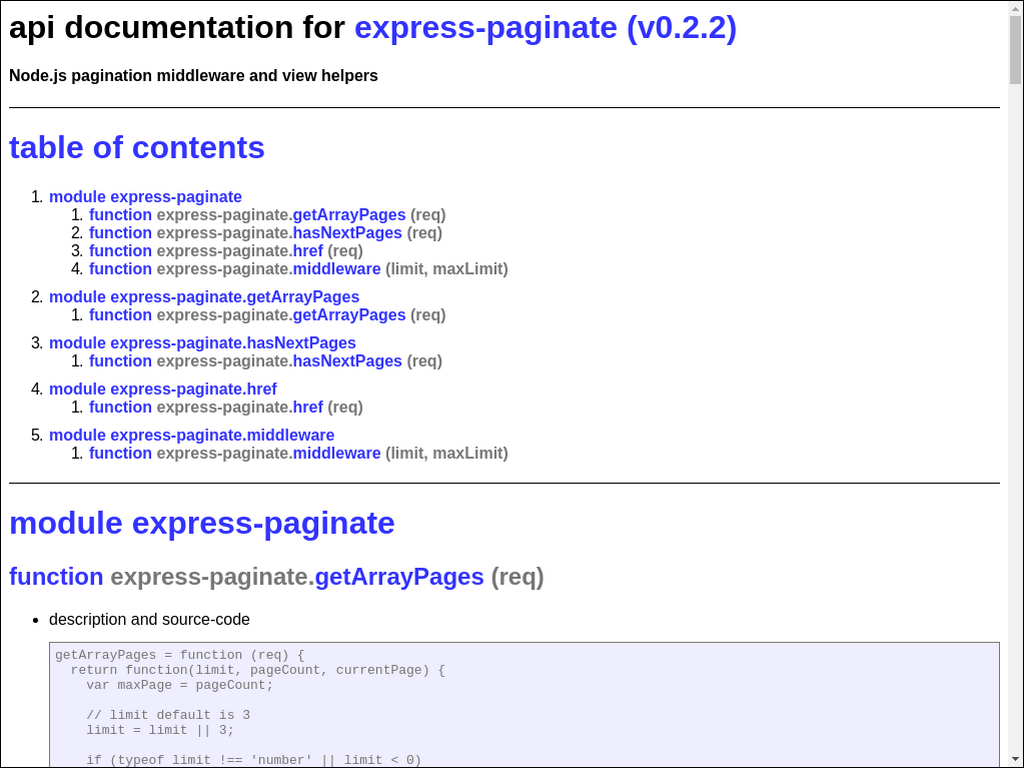 api documentation for express-paginate (v0.2.2)
Node.js pagination middleware and view helpers
table of contents
1. module express-paginate
1. function express-paginate.getArrayPages (req)
2. function express-paginate.hasNextPages (req)
3. function express-paginate.href (req)
4. function express-paginate.middleware (limit, maxLimit)
2. module express-paginate.getArrayPages
1. function express-paginate.getArrayPages (req)
3. module express-paginate.hasNextPages
1. function express-paginate.hasNextPages (req)
4. module express-paginate.href
1. function express-paginate.href (req)
5. module express-paginate.middleware
1. function express-paginate.middleware (limit, maxLimit)
module express-paginate
function express-paginate.getArrayPages (req)
• description and source-code
getArrayPages = function (req) {
  return function(limit, pageCount, currentPage) {
    var maxPage = pageCount;
    // limit default is 3
    limit = limit || 3;
    if (typeof limit !== 'number' || limit < 0)